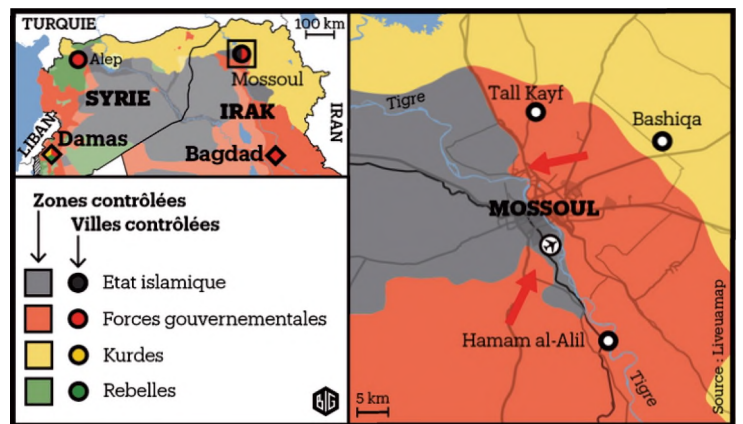 TURQUIE
100 km
Alep
Mossoul
SYRIE
IRAK
IRAN
LIBAN
Damas
Bagdad
Zones contrôlées
Villes contrôlées
Etat islamique
Forces gouvernementales
Kurdes
Rebelles
BIG
Tigre
Tall Kayf
Bashiqa
MOSSOUL
Hamam al-Alil
Tigre
5 km
Source : Liveuamap